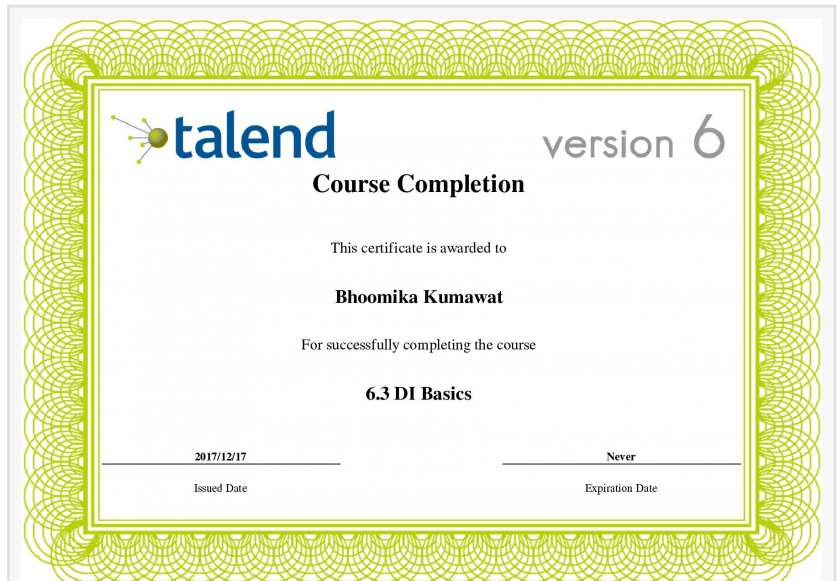 talend
version 6
Course Completion
This certificate is awarded to
Bhoomika Kumawat
For successfully completing the course
6.3 DI Basics
2017/12/17
Never
Issued Date
Expiration Date